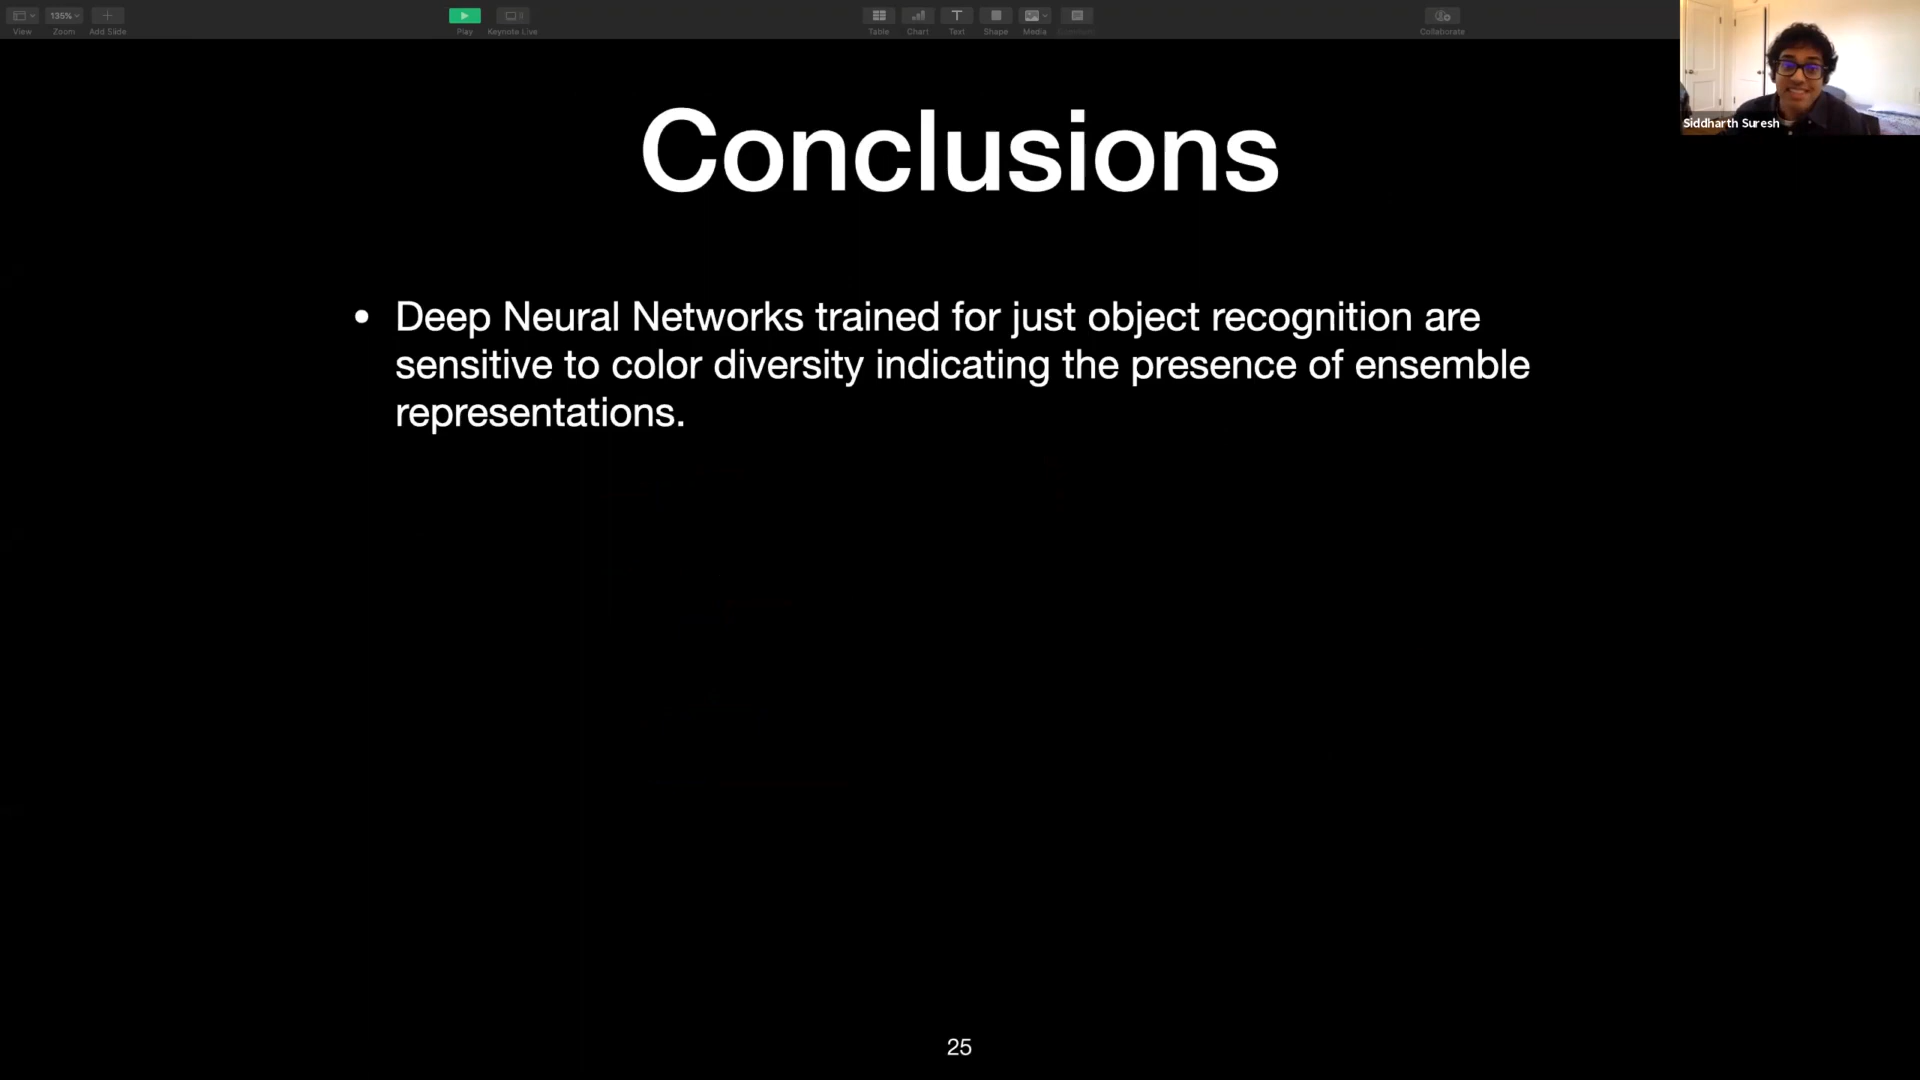 View
135%
Zoom
Add Slide
Play
Keynote Live
Table
Chart
Text
Shape
Media
Collaborate
Siddharth Suresh
Conclusions
• Deep Neural Networks trained for just object recognition are
sensitive to color diversity indicating the presence of ensemble
representations.
25